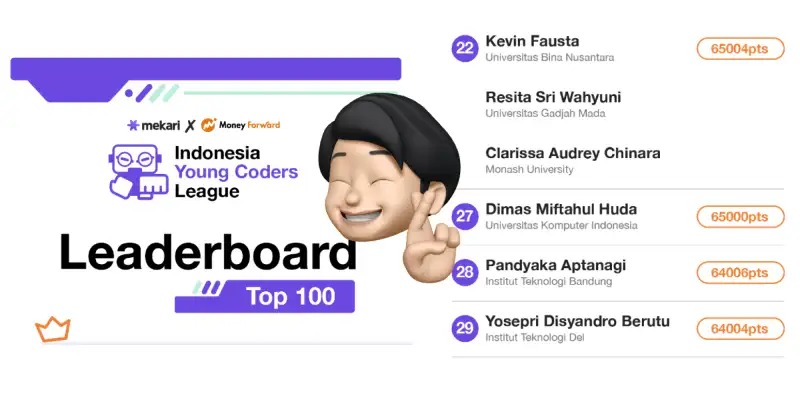 mekari X Money Forward
Indonesia
Young Coders
League
Leaderboard
Top 100
22 Kevin Fausta 65004pts
Universitas Bina Nusantara
Resita Sri Wahyuni
Universitas Gadjah Mada
Clarissa Audrey Chinara
Monash University
27 Dimas Miftahul Huda 65000pts
Universitas Komputer Indonesia
28 Pandyaka Aptanagi 64006pts
Institut Teknologi Bandung
29 Yosepri Disyandro Berutu 64004pts
Institut Teknologi Del